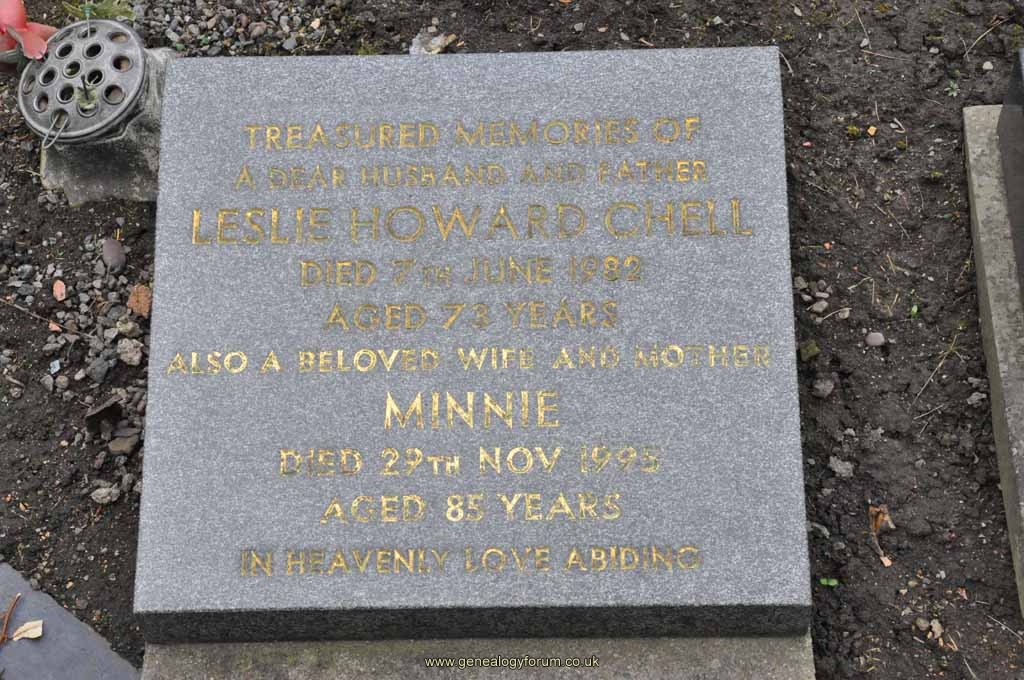 TREASURED MEMORIES OF
A DEAR HUSBAND AND FATHER
LESLIE HOWARD CHELL
DIED 7TH JUNE 1982
AGED 73 YEARS
ALSO A BELOVED WIFE AND MOTHER
MINNIE
DIED 29TH NOV 1995
AGED 85 YEARS
IN HEAVENLY LOVE ABIDING
www.genealogyforum.co.uk